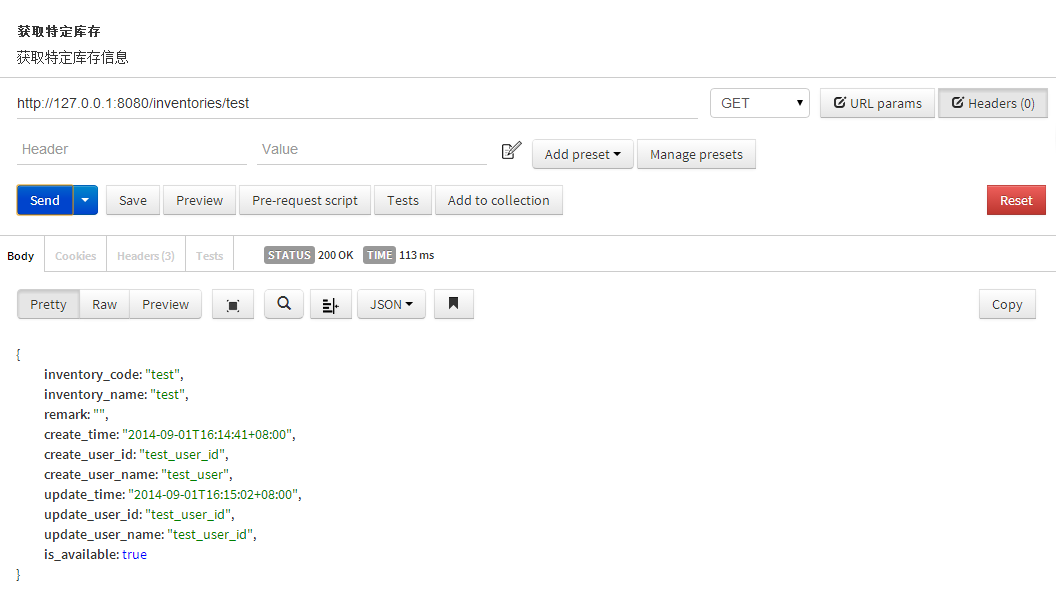 获取特定库存
获取特定库存信息
http://127.0.0.1:8080/inventories/test GET URL params Headers (0)
Header Value Add preset Manage presets
Send Save Preview Pre-request script Tests Add to collection Reset
Body Cookies Headers (3) Tests STATUS 200 OK TIME 113 ms
Pretty Raw Preview JSON Copy
{
inventory_code: "test",
inventory_name: "test",
remark: "",
create_time: "2014-09-01T16:14:41+08:00",
create_user_id: "test_user_id",
create_user_name: "test_user",
update_time: "2014-09-01T16:15:02+08:00",
update_user_id: "test_user_id",
update_user_name: "test_user_id",
is_available: true
}